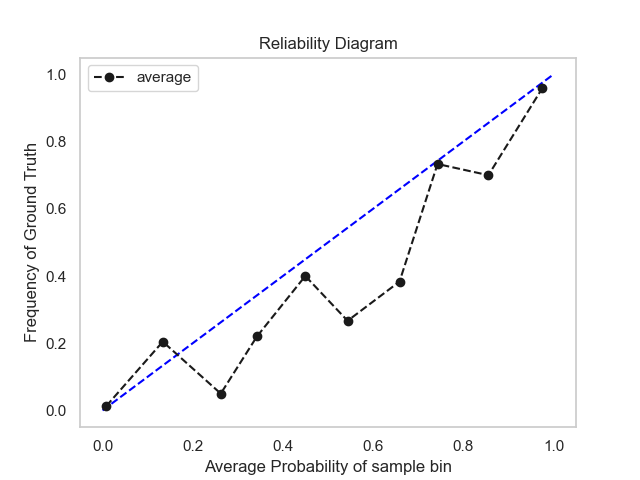 Reliability Diagram
average
Frequency of Ground Truth
1.0
0.8
0.6
0.4
0.2
0.0
0.0 0.2 0.4 0.6 0.8 1.0
Average Probability of sample bin